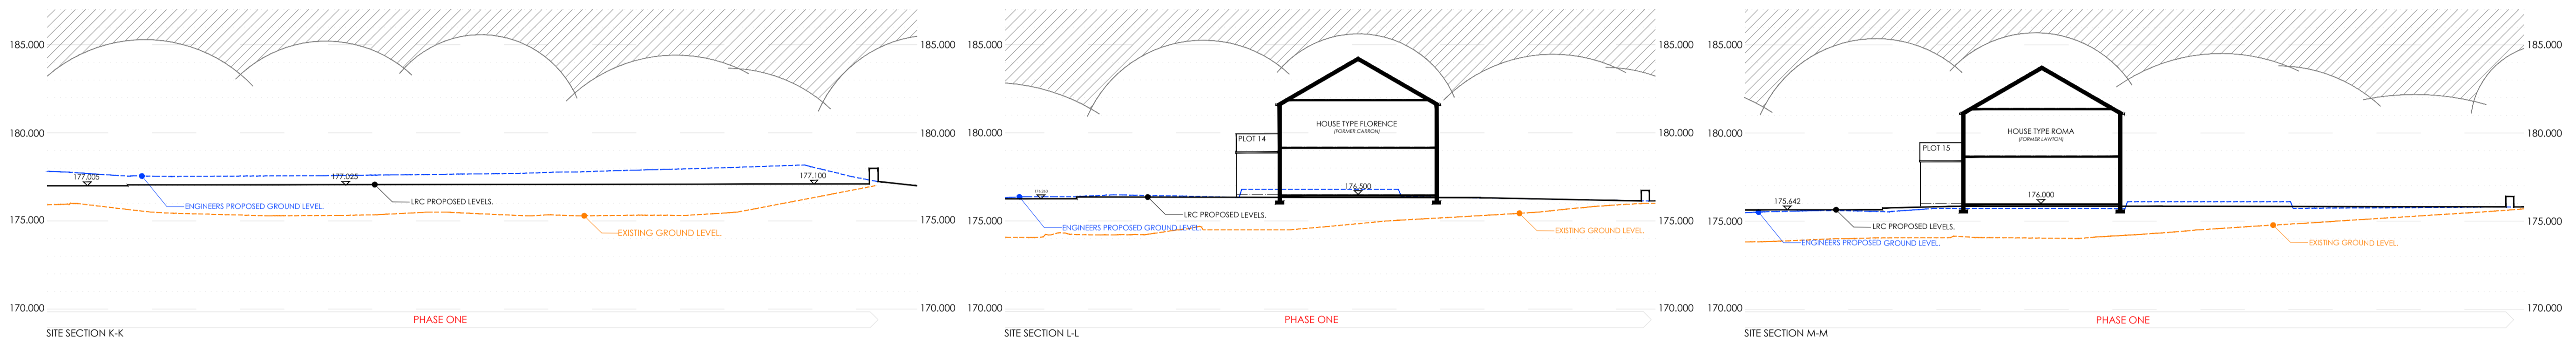 185.000
185.000
180.000
180.000
177.005
177.025
177.100
ENGINEERS PROPOSED GROUND LEVEL.
LRC PROPOSED LEVELS.
175.000
175.000
EXISTING GROUND LEVEL.
170.000
170.000
PHASE ONE
SITE SECTION K-K
185.000
185.000
180.000
180.000
HOUSE TYPE FLORENCE
(FORMER CARRON)
PLOT 14
176.500
LRC PROPOSED LEVELS.
175.000
175.000
ENGINEERS PROPOSED GROUND LEVEL.
EXISTING GROUND LEVEL.
170.000
170.000
PHASE ONE
SITE SECTION L-L
185.000
185.000
180.000
180.000
HOUSE TYPE ROMA
(FORMER LAWTON)
PLOT 15
176.000
175.642
175.000
175.000
LRC PROPOSED LEVELS.
ENGINEERS PROPOSED GROUND LEVEL.
EXISTING GROUND LEVEL.
170.000
170.000
PHASE ONE
SITE SECTION M-M